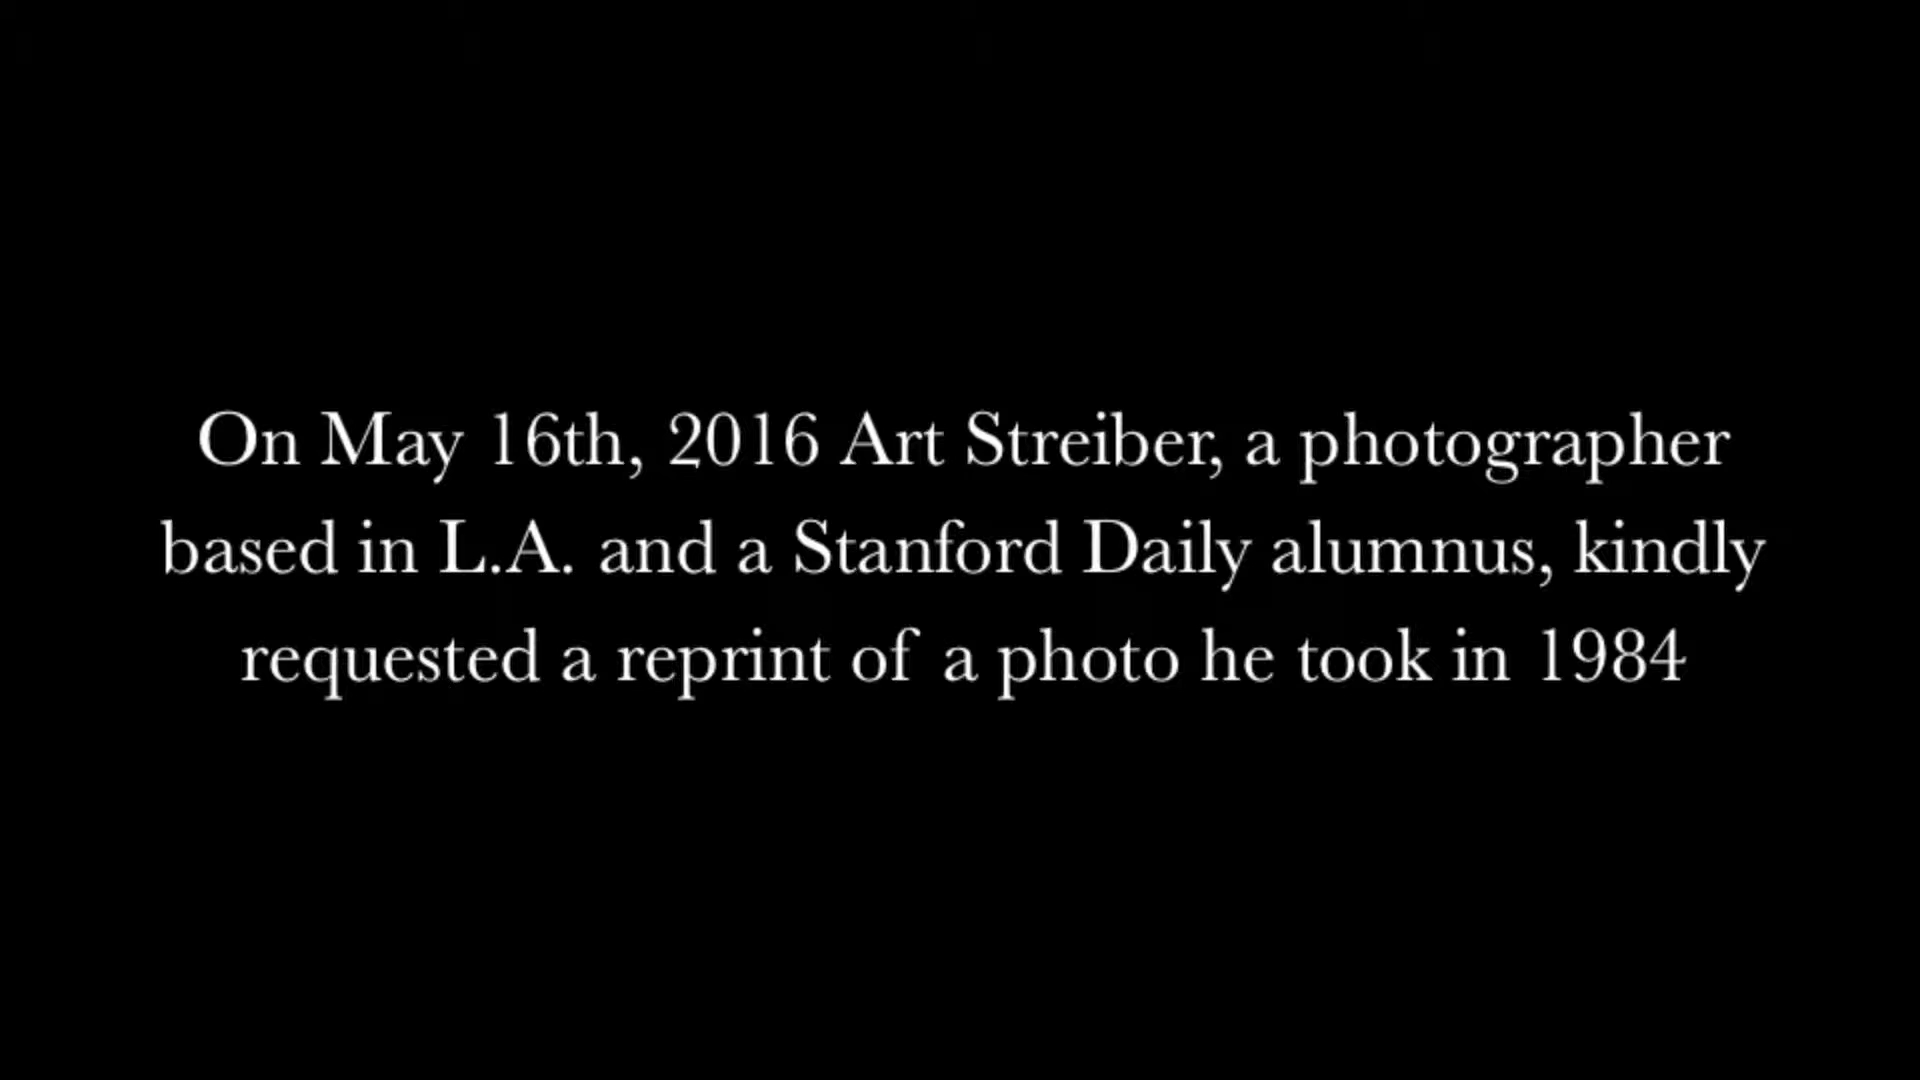 On May 16th, 2016 Art Streiber, a photographer
based in L.A. and a Stanford Daily alumnus, kindly
requested a reprint of a photo he took in 1984